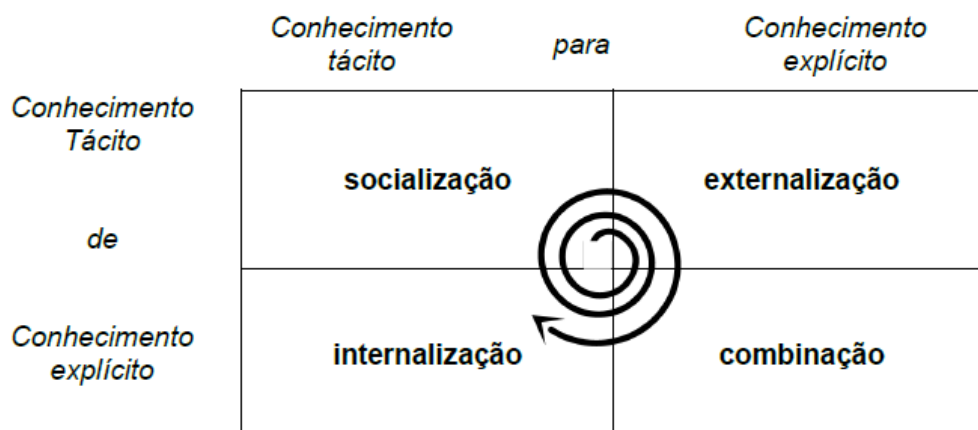 Conhecimento
tácito
para
Conhecimento
explícito
Conhecimento
Tácito
socialização
externalização
de
Conhecimento
explícito
internalização
combinação